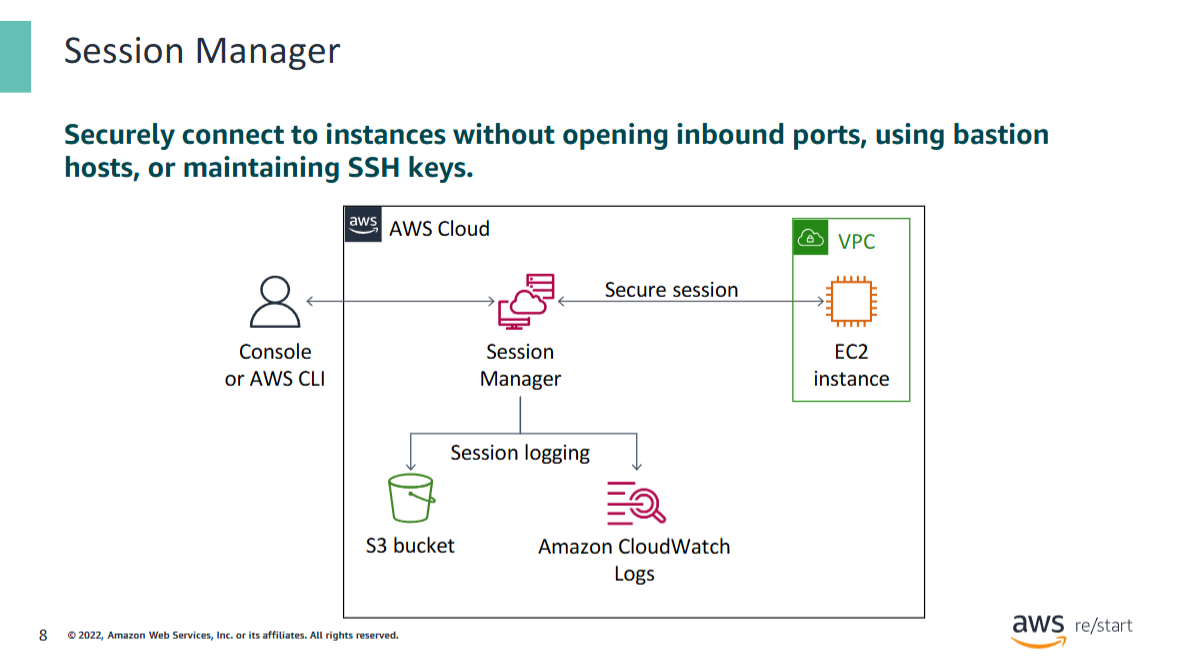 Session Manager
Securely connect to instances without opening inbound ports, using bastion
hosts, or maintaining SSH keys.
aws
AWS Cloud
VPC
Secure session
Console
or AWS CLI
Session
Manager
EC2
instance
Session logging
S3 bucket
Amazon CloudWatch
Logs
8
© 2022, Amazon Web Services, Inc. or its affiliates. All rights reserved.
aws re/start